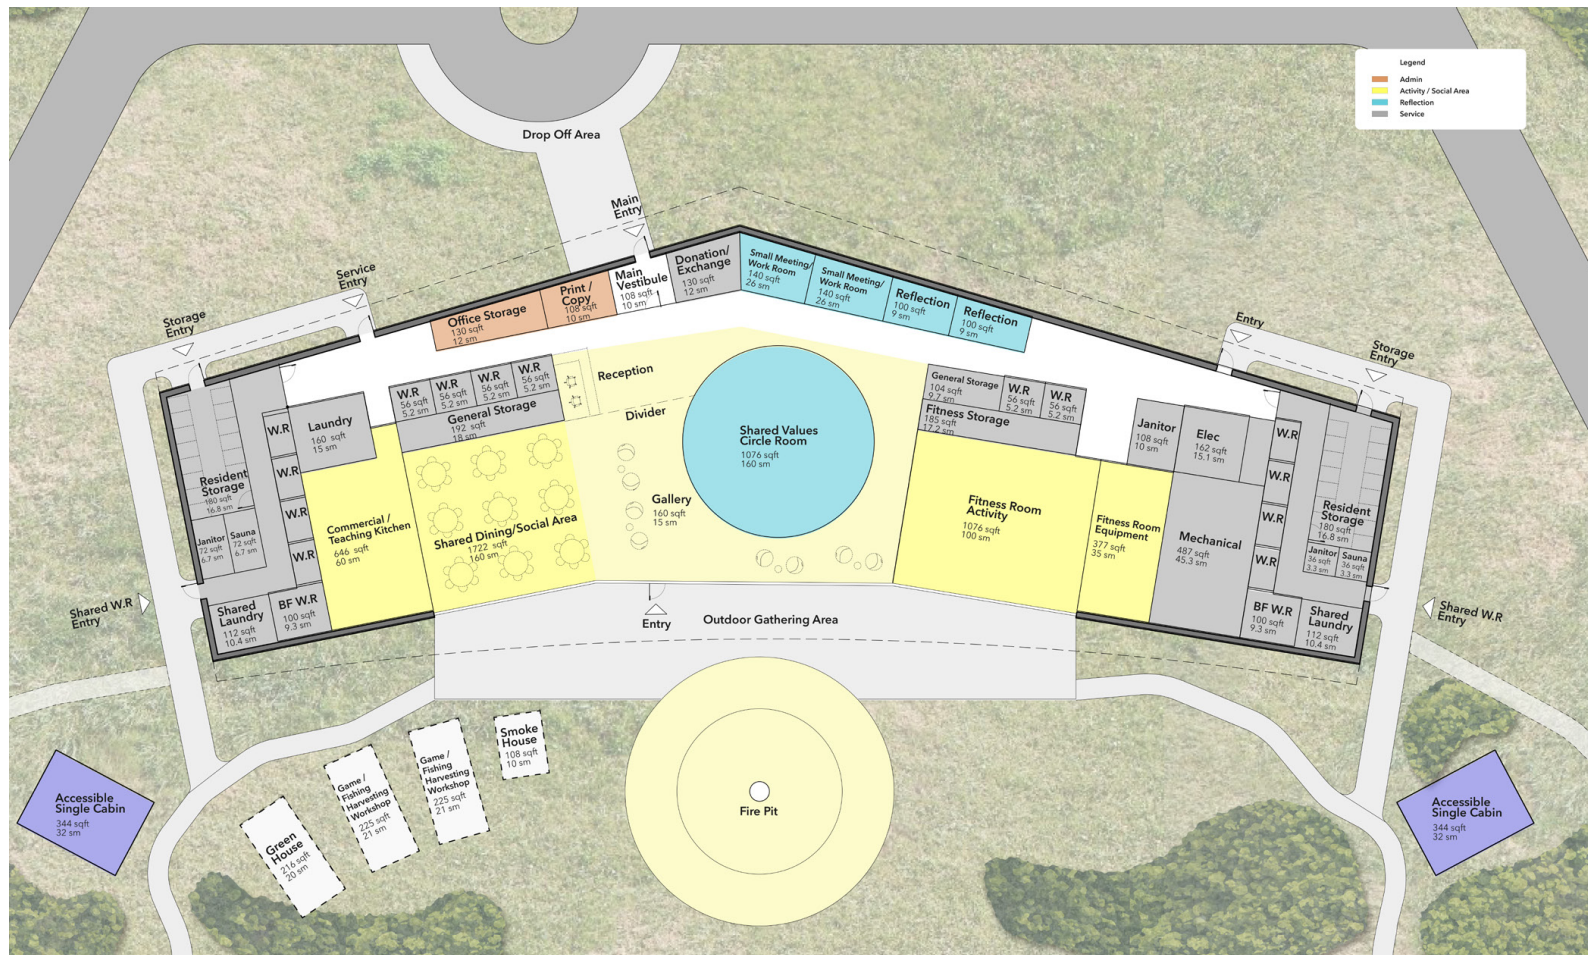 Legend
Admin
Activity / Social Area
Reflection
Service
Drop Off Area
Main
Entry
Service
Entry
Storage
Entry
Entry
Storage
Entry
Office Storage
130 sqft
12 sm
Print /
Copy
108 sqft
10 sm
Main
Vestibule
108 sqft
10 sm
Donation/
Exchange
130 sqft
12 sm
Small Meeting/
Work Room
140 sqft
26 sm
Small Meeting/
Work Room
140 sqft
26 sm
Reflection
100 sqft
9 sm
Reflection
100 sqft
9 sm
W.R
56 sqft
5.2 sm
W.R
56 sqft
5.2 sm
W.R
56 sqft
5.2 sm
W.R
56 sqft
5.2 sm
General Storage
192 sqft
18 sm
Reception
Divider
Laundry
160 sqft
15 sm
W.R
W.R
W.R
W.R
Resident
Storage
180 sqft
16.8 sm
Janitor
72 sqft
6.7 sm
Sauna
72 sqft
6.7 sm
Shared
Laundry
112 sqft
10.4 sm
BF W.R
100 sqft
9.3 sm
Commercial /
Teaching Kitchen
646 sqft
60 sm
Shared Dining/Social Area
1722 sqft
160 sm
Gallery
160 sqft
15 sm
Shared Values
Circle Room
1076 sqft
160 sm
General Storage
104 sqft
9.7 sm
W.R
56 sqft
5.2 sm
W.R
56 sqft
5.2 sm
Fitness Storage
185 sqft
17.2 sm
Fitness Room
Activity
1076 sqft
100 sm
Fitness Room
Equipment
377 sqft
35 sm
Janitor
108 sqft
10 sm
Elec
162 sqft
15.1 sm
Mechanical
487 sqft
45.3 sm
W.R
W.R
W.R
W.R
Resident
Storage
180 sqft
16.8 sm
Janitor
36 sqft
3.3 sm
Sauna
36 sqft
3.3 sm
BF W.R
100 sqft
9.3 sm
Shared
Laundry
112 sqft
10.4 sm
Shared W.R
Entry
Shared W.R
Entry
Entry
Outdoor Gathering Area
Fire Pit
Smoke
House
108 sqft
10 sm
Game /
Fishing
Harvesting
Workshop
225 sqft
21 sm
Game /
Fishing
Harvesting
Workshop
225 sqft
21 sm
Green
House
216 sqft
20 sm
Accessible
Single Cabin
344 sqft
32 sm
Accessible
Single Cabin
344 sqft
32 sm